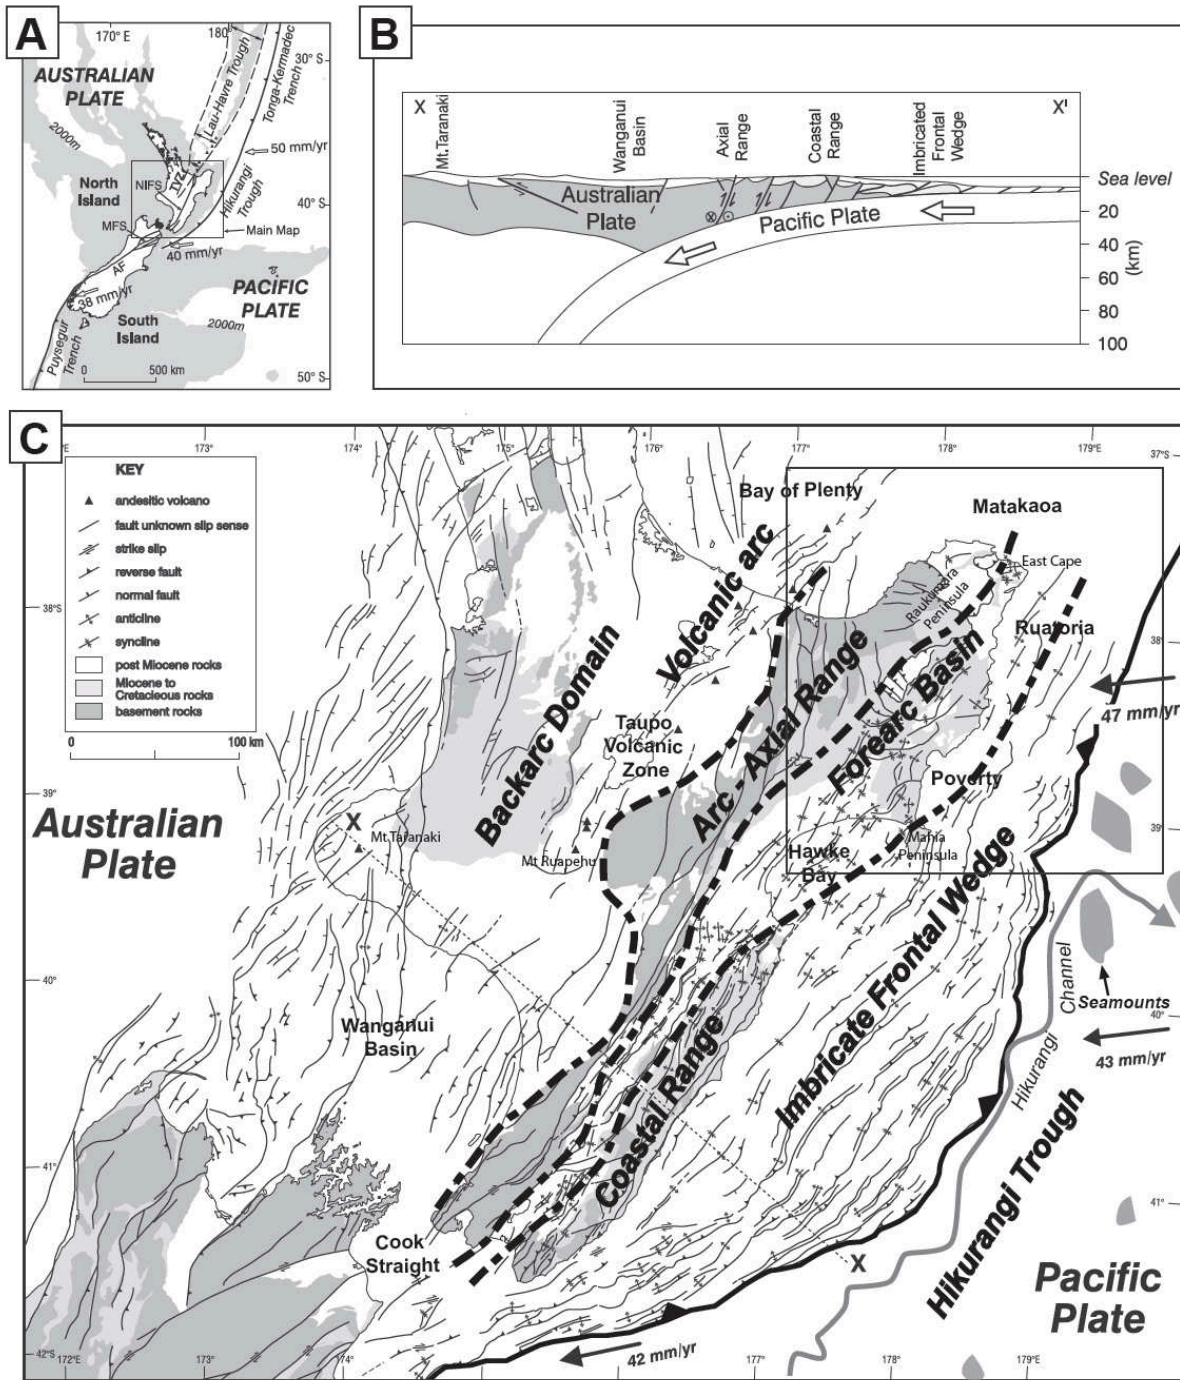 A
170° E
180°
30° S
AUSTRALIAN
PLATE
Lau-Havre Trough
Tonga-Kermadec
Trench
2000m
50 mm/yr
TVZ
NIFS
North
Island
Hikurangi
Trough
40° S
MFS
Main Map
40 mm/yr
AF
38 mm/yr
PACIFIC
PLATE
South
Island
2000m
Puysegur
Trench
0 500 km
50° S
B
X
X'
Mt.Taranaki
Wanganui
Basin
Axial
Range
Coastal
Range
Imbricated
Frontal
Wedge
Sea level
Australian
Plate
Pacific Plate
20
40
60
80
100
(km)
C
173°
174°
175°
176°
177°
178°
179°E
37°S
KEY
andesitic volcano
fault unknown slip sense
strike slip
reverse fault
normal fault
anticline
syncline
post Miocene rocks
Miocene to
Cretacieous rocks
basement rocks
0 100 km
Bay of Plenty
Matakaoa
East Cape
Raukumara
Peninsula
Ruatoria
38°S
38°S
Volcanic arc
Backarc Domain
Arc
Axial Range
Forearc Basin
47 mm/yr
Taupo
Volcanic
Zone
Poverty
39°
39°
Australian
Plate
X
Mt Taranaki
Mt Ruapehu
Hawke
Bay
Mahia
Peninsula
Imbricate Frontal Wedge
Channel
Hikurangi
Seamounts
40°
40°
43 mm/yr
Wanganui
Basin
Coastal Range
Hikurangi Trough
41°
41°
Cook
Straight
X
Pacific
Plate
42 mm/yr
42°S
172°E
173°
174°
177°
178°
179°E